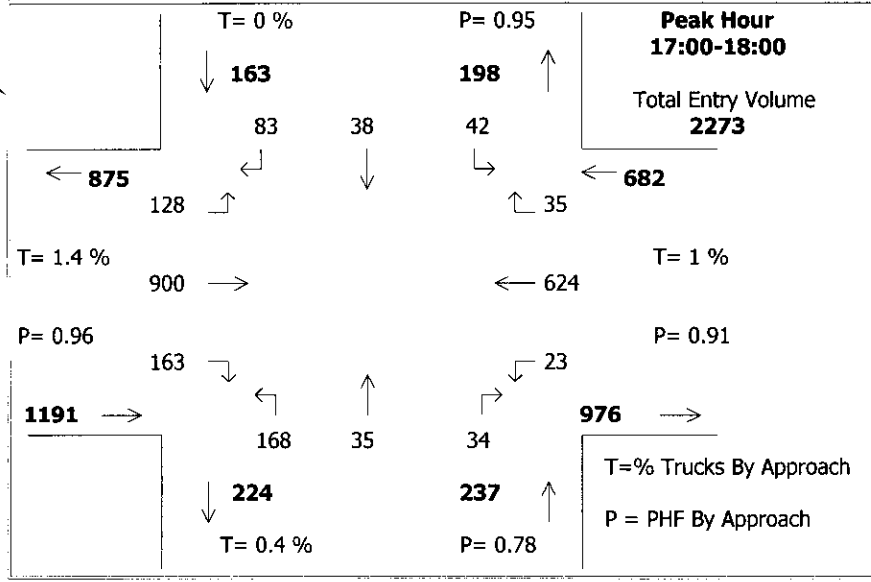 T= 0 % P= 0.95 Peak Hour
17:00-18:00
163 198
Total Entry Volume
83 38 42 2273
875 682
128 35
T= 1.4 % T= 1 %
900 624
P= 0.96 P= 0.91
163 23
1191 976
168 35 34
T=% Trucks By Approach
224 237
P = PHF By Approach
T= 0.4 % P= 0.78